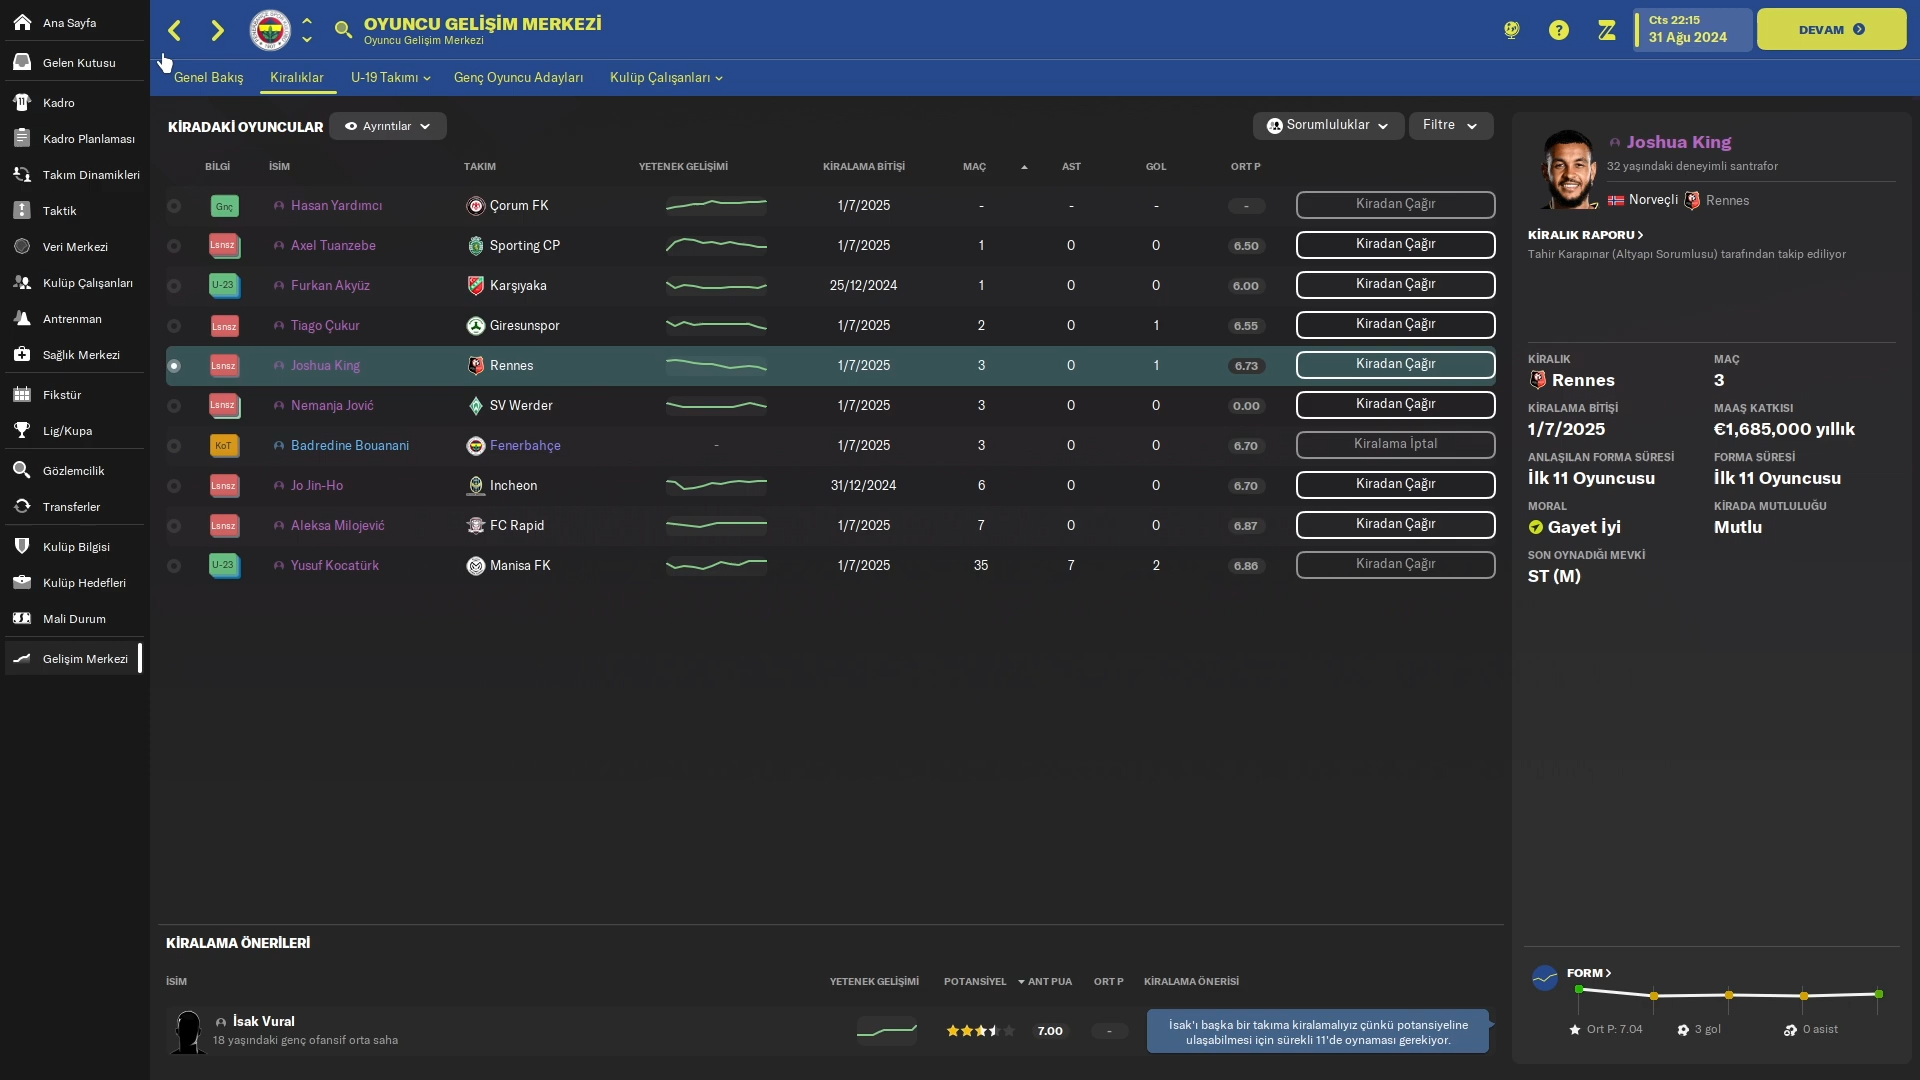 Ana Sayfa
Gelen Kutusu
Kadro
Kadro Planlaması
Takım Dinamikleri
Taktik
Veri Merkezi
Kulüp Çalışanları
Antrenman
Sağlık Merkezi
Fikstür
Lig/Kupa
Gözlemcilik
Transferler
Kulüp Bilgisi
Kulüp Hedefleri
Mali Durum
Gelişim Merkezi
OYUNCU GELİŞİM MERKEZİ
Oyuncu Gelişim Merkezi
Cts 22:15
31 Ağu 2024
DEVAM
Genel Bakış Kiralıklar U-19 Takımı Genç Oyuncu Adayları Kulüp Çalışanları
KİRADAKİ OYUNCULAR Ayrıntılar Sorumluluklar Filtre
BİLGİ İSİM TAKIM YETENEK GELİŞİMİ KİRALAMA BİTİŞİ MAÇ AST GOL ORT P
Gnç Hasan Yardımcı Çorum FK 1/7/2025 - - - - Kiradan Çağır
Lsnsz Axel Tuanzebe Sporting CP 1/7/2025 1 0 0 6.50 Kiradan Çağır
U-23 Furkan Akyüz Karşıyaka 25/12/2024 1 0 0 6.00 Kiradan Çağır
Lsnsz Tiago Çukur Giresunspor 1/7/2025 2 0 1 6.55 Kiradan Çağır
Lsnsz Joshua King Rennes 1/7/2025 3 0 1 6.73 Kiradan Çağır
Lsnsz Nemanja Jović SV Werder 1/7/2025 3 0 0 0.00 Kiradan Çağır
KoT Badredine Bouanani Fenerbahçe - 1/7/2025 3 0 0 6.70 Kiralama İptal
Lsnsz Jo Jin-Ho Incheon 31/12/2024 6 0 0 6.70 Kiradan Çağır
Lsnsz Aleksa Milojević FC Rapid 1/7/2025 7 0 0 6.87 Kiradan Çağır
U-23 Yusuf Kocatürk Manisa FK 1/7/2025 35 7 2 6.86 Kiradan Çağır
KİRALAMA ÖNERİLERİ
İSİM YETENEK GELİŞİMİ POTANSİYEL ANT PUA ORT P KİRALAMA ÖNERİSİ
İsak Vural
18 yaşındaki genç ofansif orta saha
7.00 -
İsak'ı başka bir takıma kiralamalıyız çünkü potansiyeline
ulaşabilmesi için sürekli 11'de oynaması gerekiyor.
Joshua King
32 yaşındaki deneyimli santrafor
Norveçli Rennes
KİRALIK RAPORU
Tahir Karapınar (Altyapı Sorumlusu) tarafından takip ediliyor
KİRALIK MAÇ
Rennes 3
KİRALAMA BİTİŞİ MAAŞ KATKISI
1/7/2025 €1,685,000 yıllık
ANLAŞILAN FORMA SÜRESİ FORMA SÜRESİ
İlk 11 Oyuncusu İlk 11 Oyuncusu
MORAL KİRADA MUTLULUĞU
Gayet İyi Mutlu
SON OYNADIĞI MEVKİ
ST (M)
FORM
Ort P: 7.04 3 gol 0 asist